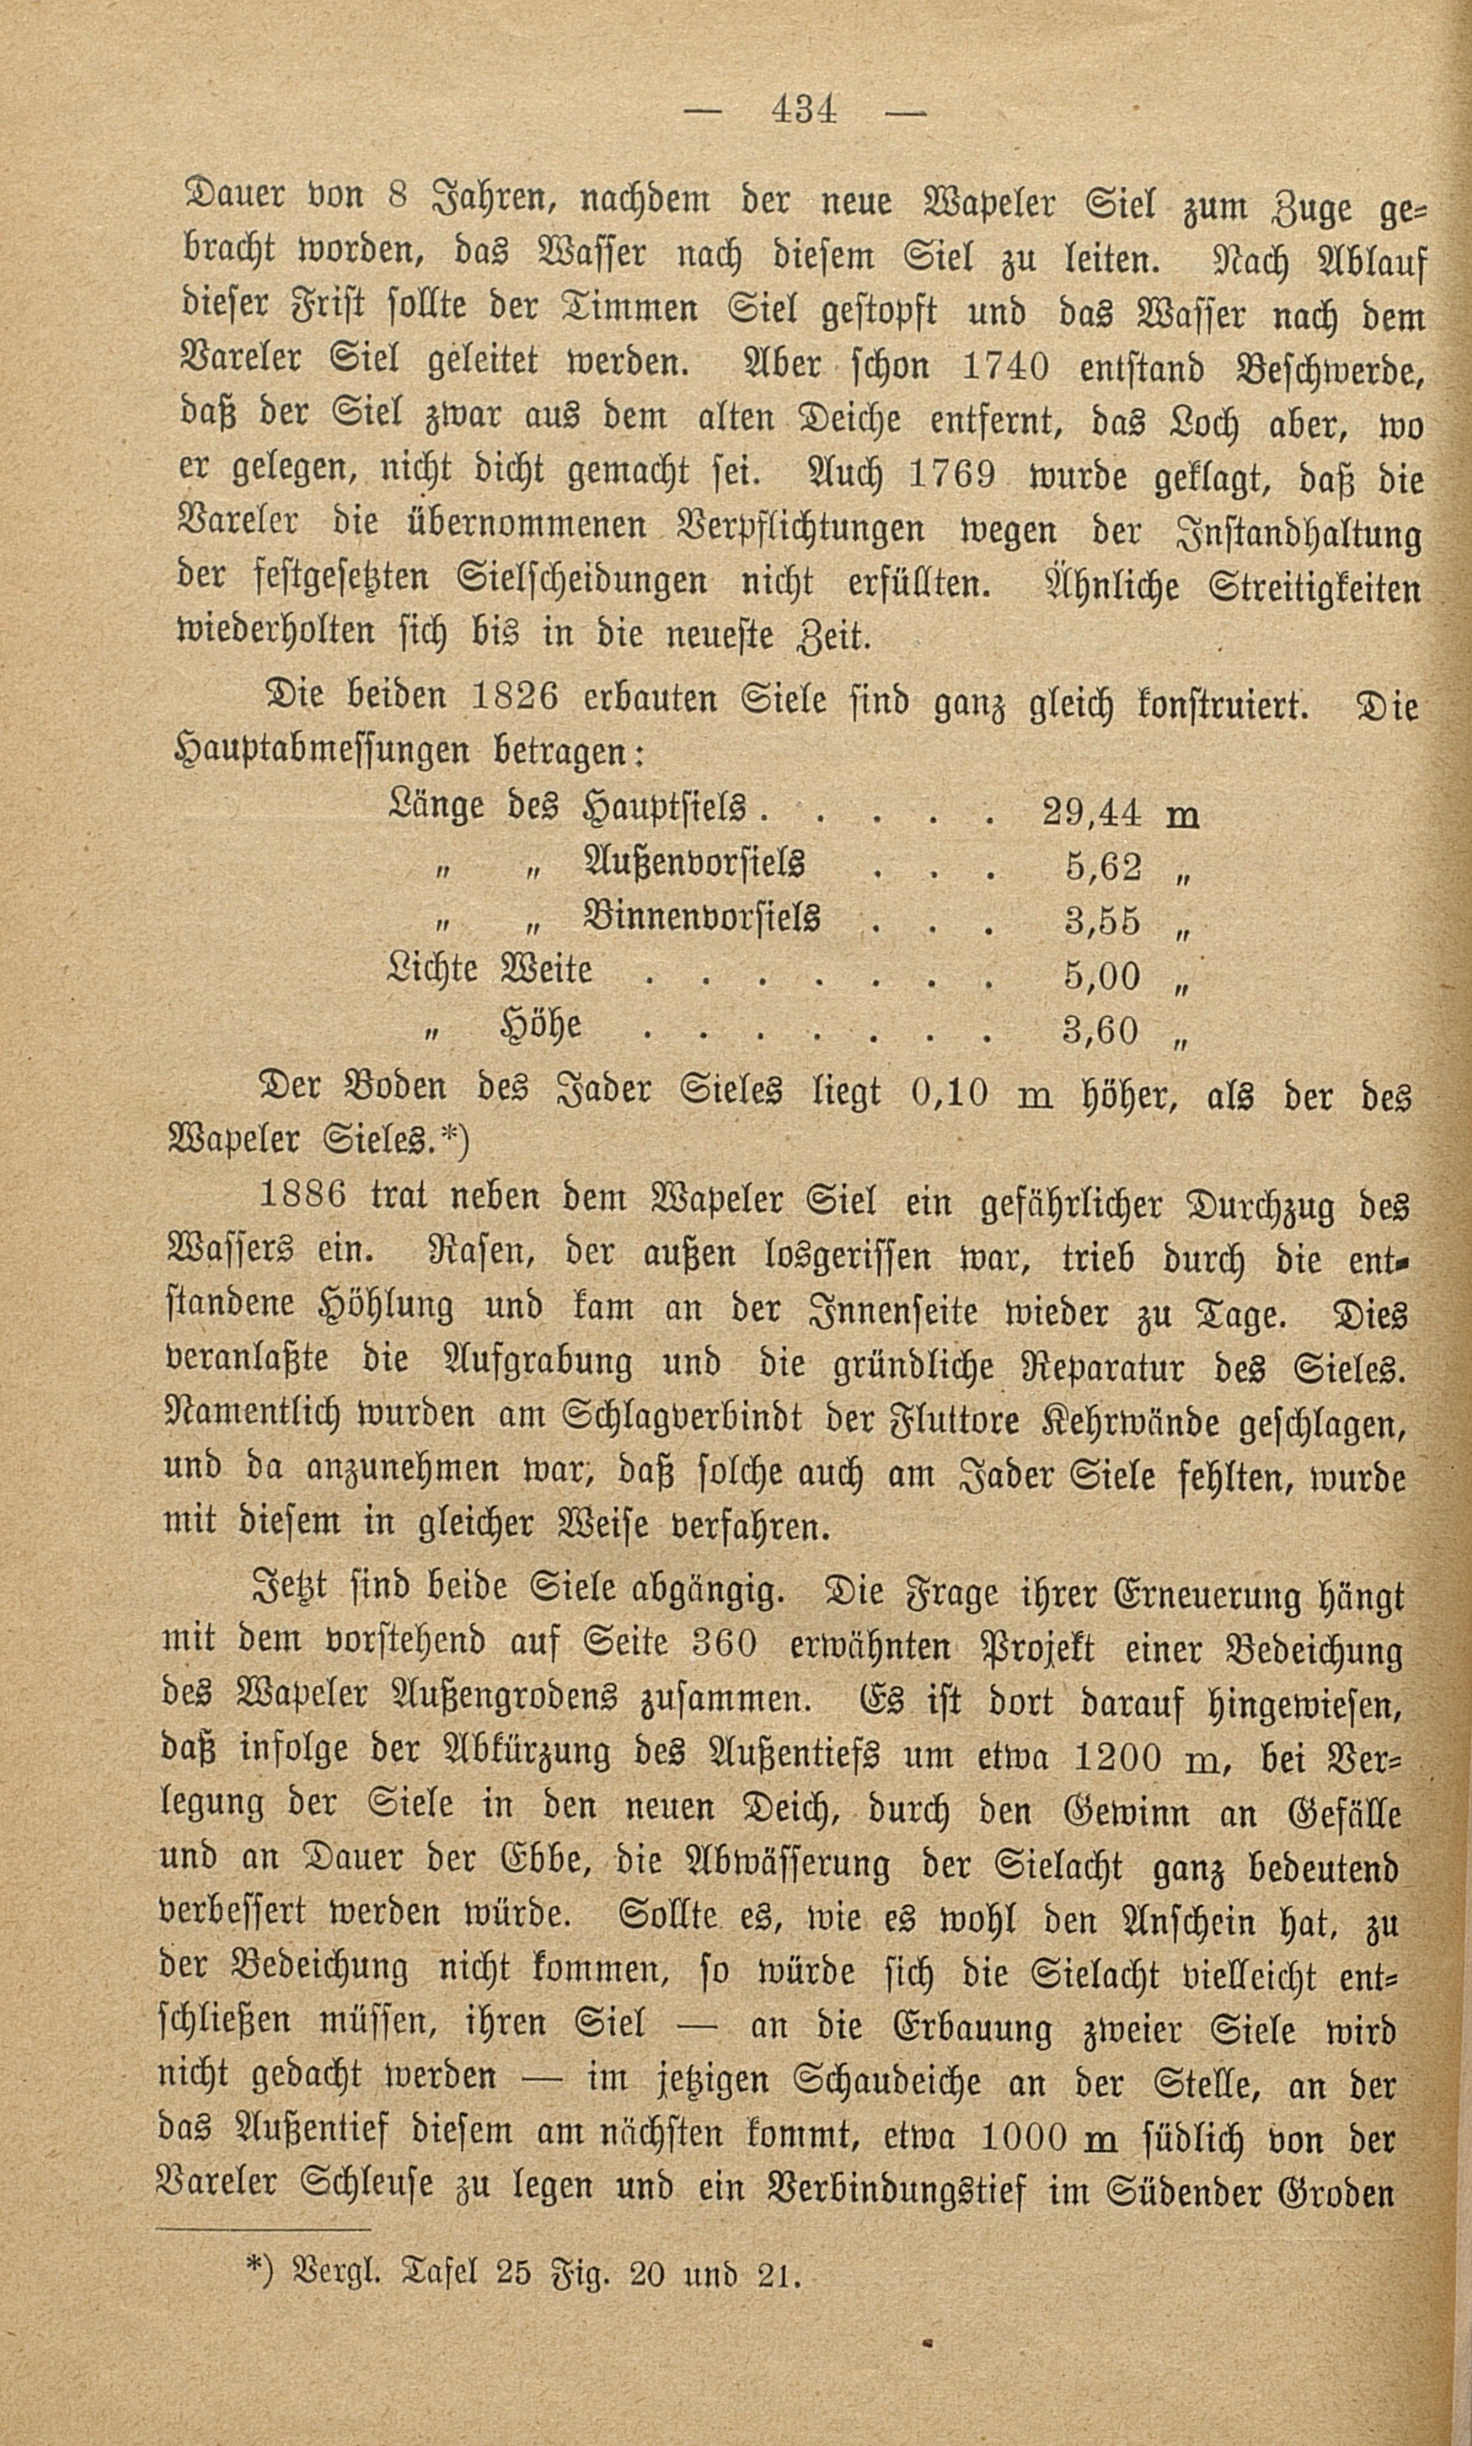 — 434 —
Dauer von 8 Jahren, nachdem der neue Wapeler Siel zum Zuge ge=
bracht worden, das Wasser nach diesem Siel zu leiten. Nach Ablauf
dieser Frist sollte der Timmen Siel gestopft und das Wasser nach dem
Vareler Siel geleitet werden. Aber schon 1740 entstand Beschwerde,
daß der Siel zwar aus dem alten Deiche entfernt, das Loch aber, wo
er gelegen, nicht dicht gemacht sei. Auch 1769 wurde geklagt, daß die
Vareler die übernommenen Verpflichtungen wegen der Instandhaltung
der festgesetzten Sielscheidungen nicht erfüllten. Ähnliche Streitigkeiten
wiederholten sich bis in die neueste Zeit.
Die beiden 1826 erbauten Siele sind ganz gleich konstruiert. Die
Hauptabmessungen betragen:
Länge des Hauptsiels . . . . . 29,44 m
„ „ Außenvorsiels . . . 5,62 „
„ „ Binnenvorsiels . . . 3,55 „
Lichte Weite . . . . . . . 5,00 „
„ Höhe . . . . . . . 3,60 „
Der Boden des Jader Sieles liegt 0,10 m höher, als der des
Wapeler Sieles.*)
1886 trat neben dem Wapeler Siel ein gefährlicher Durchzug des
Wassers ein. Rasen, der außen losgerissen war, trieb durch die ent=
standene Höhlung und kam an der Innenseite wieder zu Tage. Dies
veranlaßte die Aufgrabung und die gründliche Reparatur des Sieles.
Namentlich wurden am Schlagverbindt der Fluttore Kehrwände geschlagen,
und da anzunehmen war, daß solche auch am Jader Siele fehlten, wurde
mit diesem in gleicher Weise verfahren.
Jetzt sind beide Siele abgängig. Die Frage ihrer Erneuerung hängt
mit dem vorstehend auf Seite 360 erwähnten Projekt einer Bedeichung
des Wapeler Außengrodens zusammen. Es ist dort darauf hingewiesen,
daß infolge der Abkürzung des Außentiefs um etwa 1200 m, bei Ver=
legung der Siele in den neuen Deich, durch den Gewinn an Gefälle
und an Dauer der Ebbe, die Abwässerung der Sielacht ganz bedeutend
verbessert werden würde. Sollte es, wie es wohl den Anschein hat, zu
der Bedeichung nicht kommen, so würde sich die Sielacht vielleicht ent=
schließen müssen, ihren Siel — an die Erbauung zweier Siele wird
nicht gedacht werden — im jetzigen Schaudeiche an der Stelle, an der
das Außentief diesem am nächsten kommt, etwa 1000 m südlich von der
Vareler Schleuse zu legen und ein Verbindungstief im Südender Groden
*) Vergl. Tafel 25 Fig. 20 und 21.